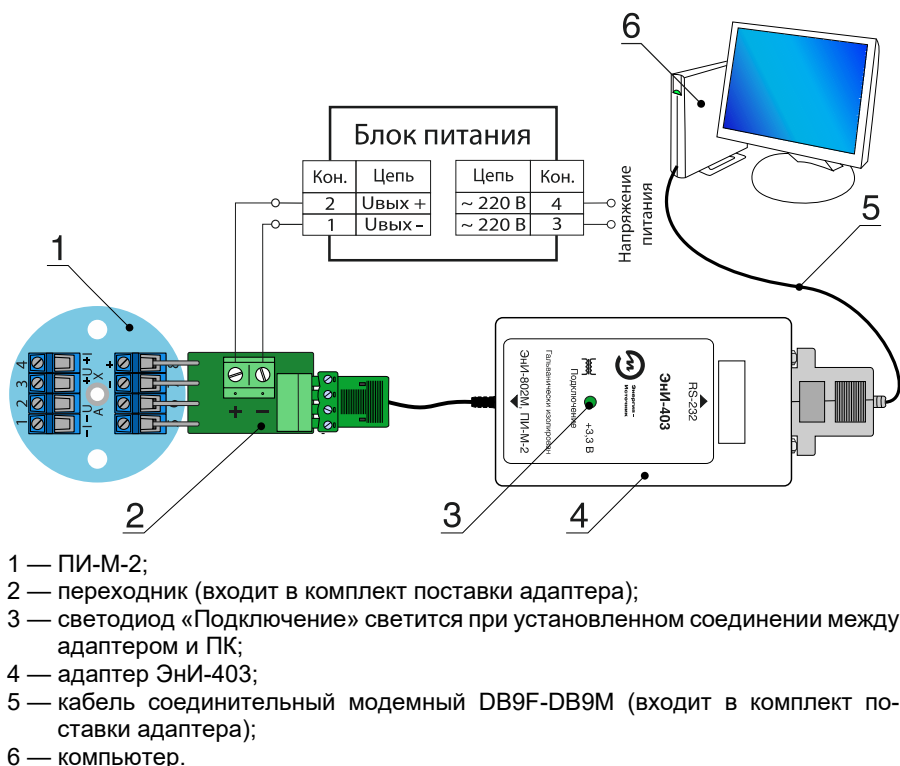 6
Блок питания
Кон. Цепь Цепь Кон.
2 Uвых + ~ 220 В 4
1 Uвых - ~ 220 В 3
Напряжение
питания
5
1
4 3 2 1
+ U + U -
X
A
+
-
+ −
ЭнИ-802М, ПИ-М-2
Гальванически изолирован
Подключение
+3,3 В
Энергия-
Источник
ЭнИ-403
RS-232
2
3
4
1 — ПИ-М-2;
2 — переходник (входит в комплект поставки адаптера);
3 — светодиод «Подключение» светится при установленном соединении между
адаптером и ПК;
4 — адаптер ЭнИ-403;
5 — кабель соединительный модемный DB9F-DB9M (входит в комплект по-
ставки адаптера);
6 — компьютер.